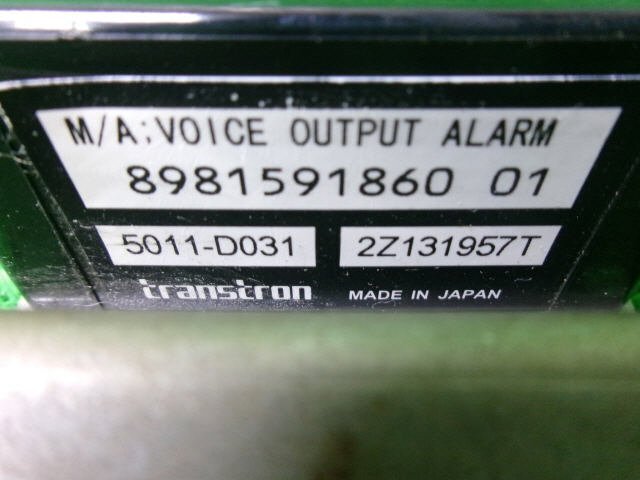 M/A;VOICE OUTPUT ALARM
8981591860 01
5011-D031 2Z131957T
transtron MADE IN JAPAN